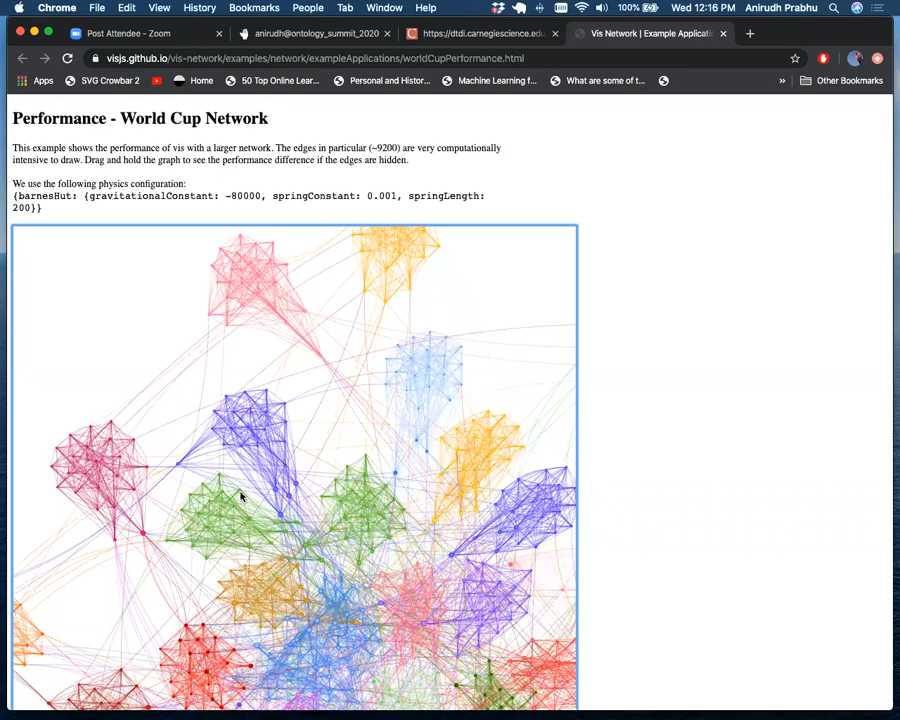 Chrome File Edit View History Bookmarks People Tab Window Help 100% Wed 12:16 PM Anirudh Prabhu
Post Attendee - Zoom × anirudh@ontology_summit_2020 × https://dtdi.carnegiescience.edu × Vis Network | Example Applicatio × +
visjs.github.io/vis-network/examples/network/exampleApplications/worldCupPerformance.html
Apps SVG Crowbar 2 Home 50 Top Online Lear... Personal and Histor... Machine Learning f... What are some of t... » Other Bookmarks
Performance - World Cup Network
This example shows the performance of vis with a larger network. The edges in particular (~9200) are very computationally
intensive to draw. Drag and hold the graph to see the performance difference if the edges are hidden.
We use the following physics configuration:
{barnesHut: {gravitationalConstant: -80000, springConstant: 0.001, springLength:
200}}